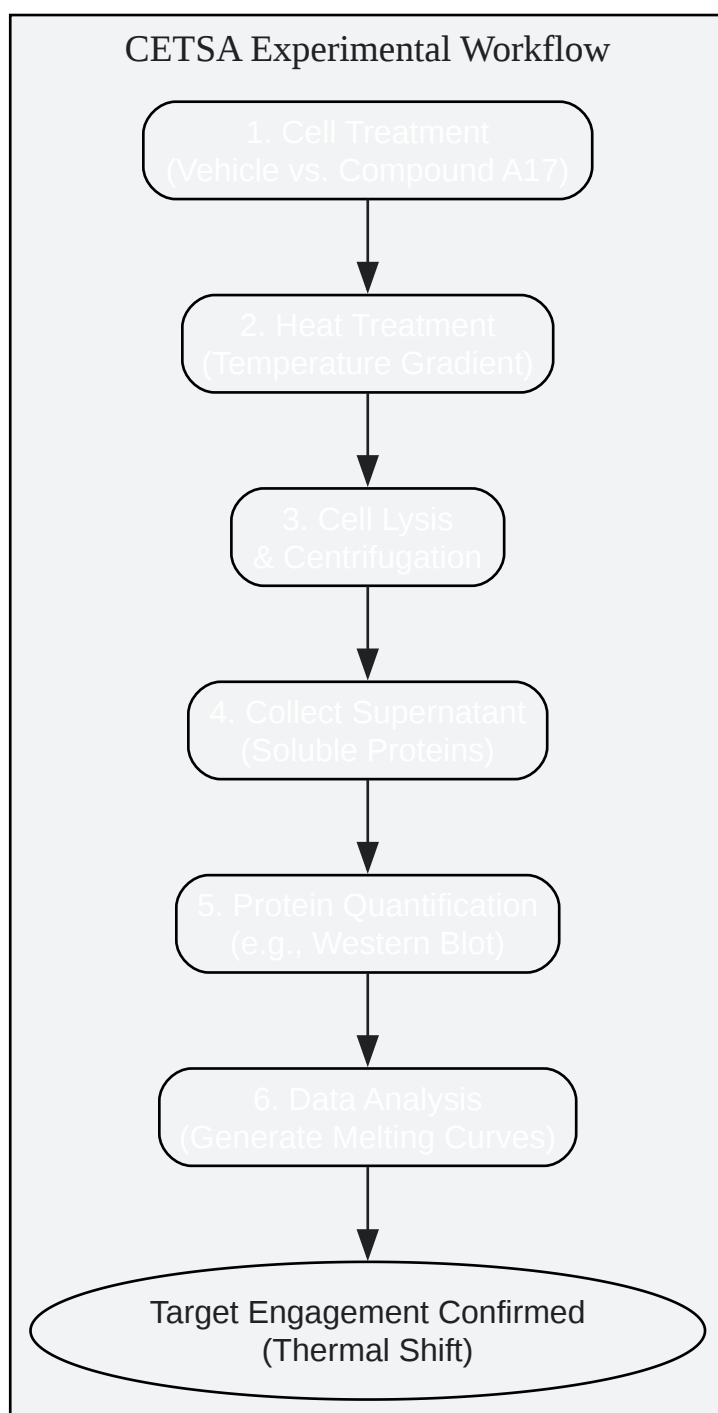 CETSA Experimental Workflow
1. Cell Treatment
(Vehicle vs. Compound A17)
2. Heat Treatment
(Temperature Gradient)
3. Cell Lysis
& Centrifugation
4. Collect Supernatant
(Soluble Proteins)
5. Protein Quantification
(e.g., Western Blot)
6. Data Analysis
(Generate Melting Curves)
Target Engagement Confirmed
(Thermal Shift)